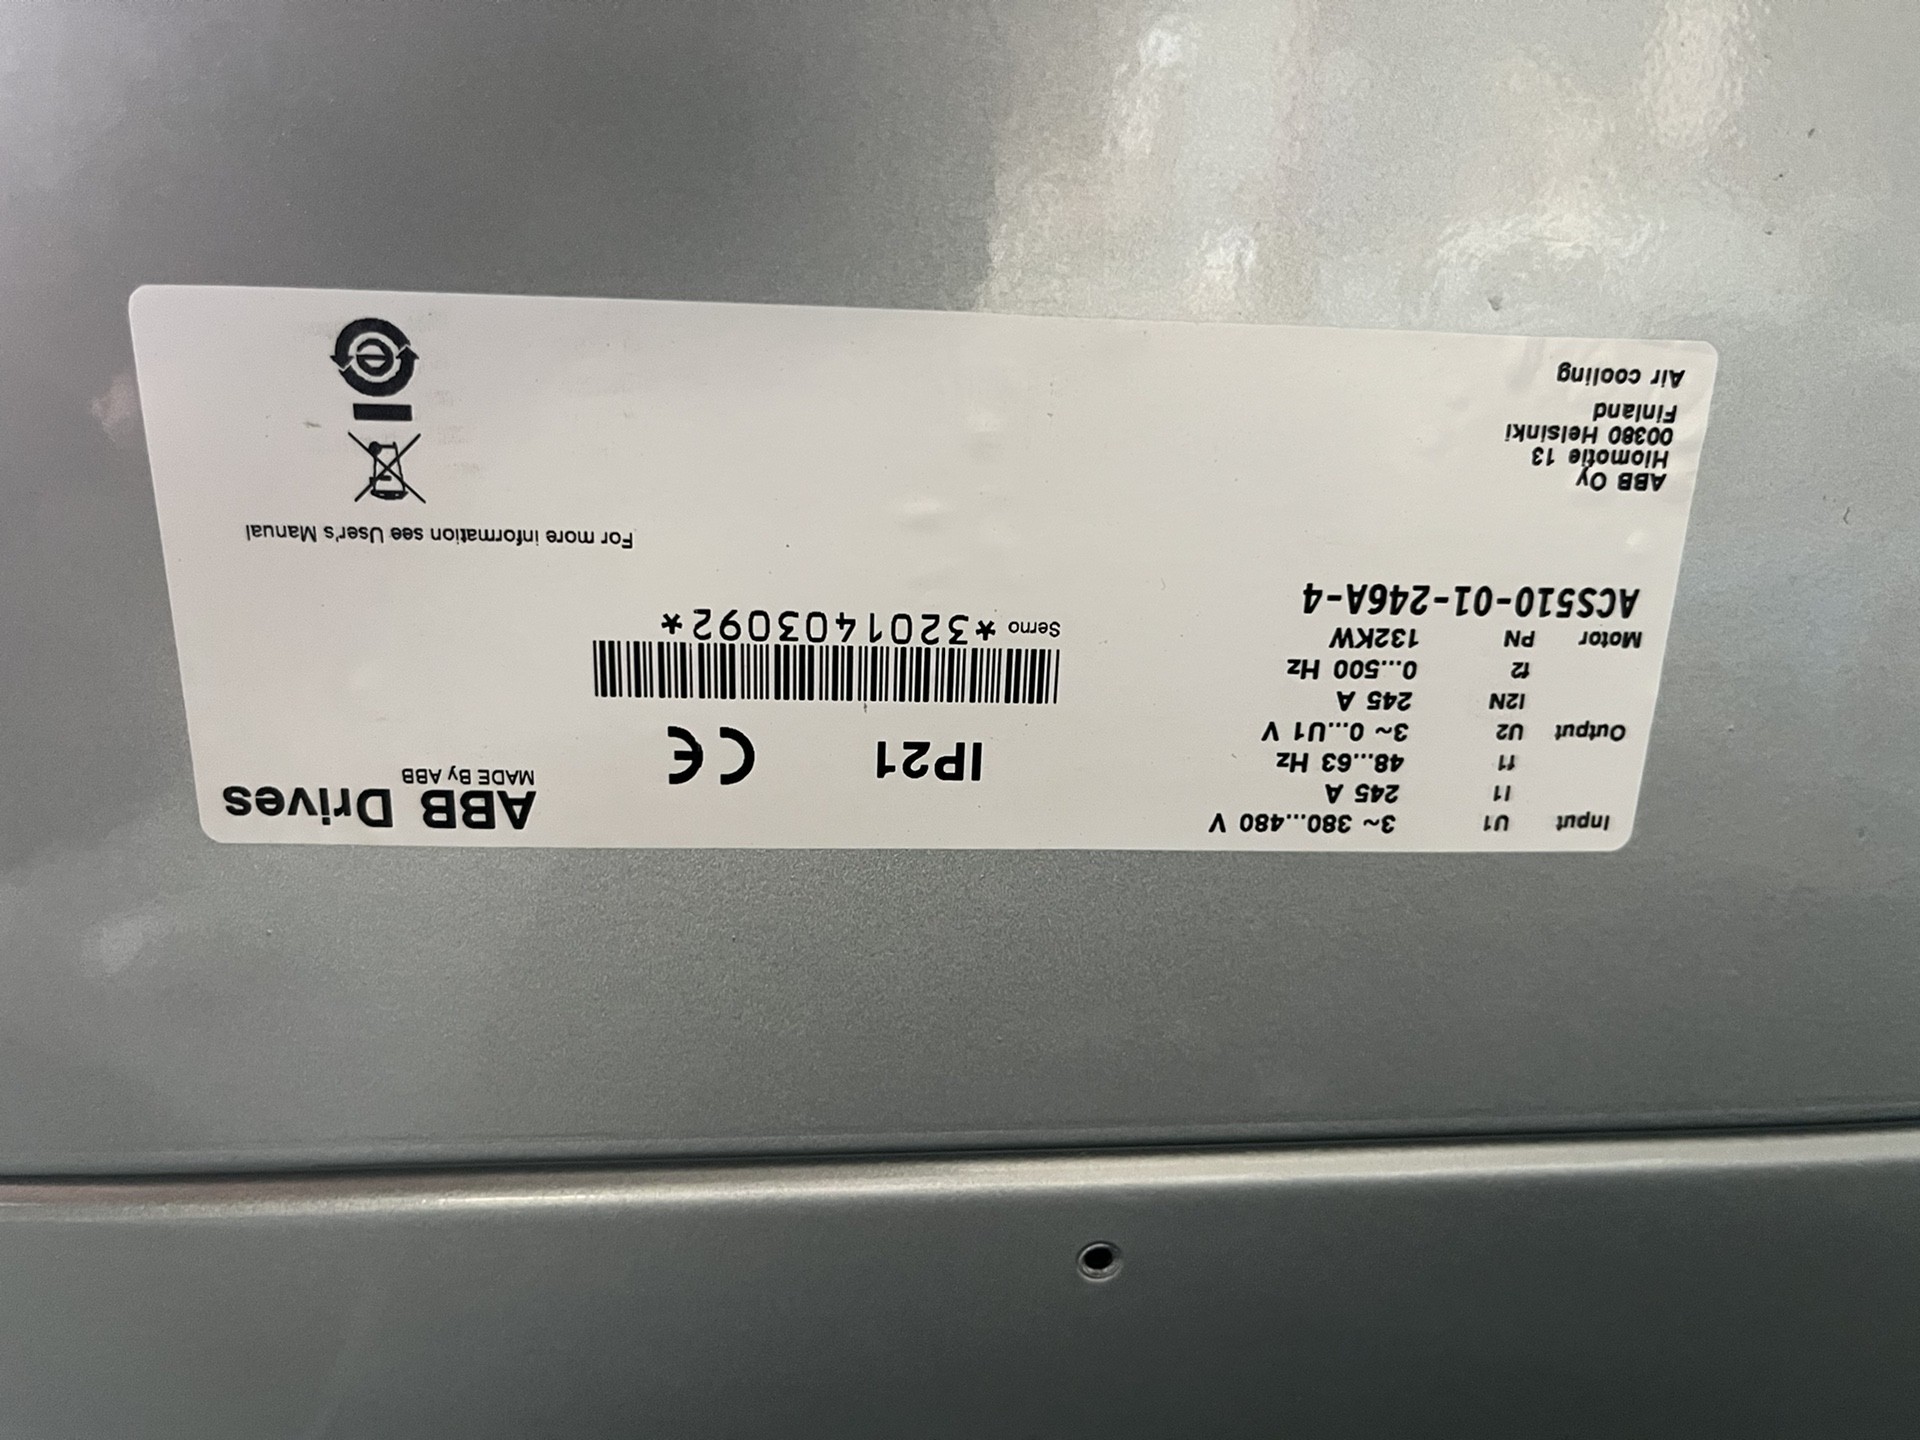 Input U1 3~ 380...480 V
I1 245 A
f1 48...63 Hz
Output U2 3~ 0...U1 V
I2N 245 A
f2 0...500 Hz
Motor PN 132KW
ACS510-01-246A-4
ABB Oy
Hiomotie 13
00380 Helsinki
Finland
Air cooling
IP21
CE
Serno *3201403092*
ABB Drives
MADE By ABB
For more information see User's Manual
e